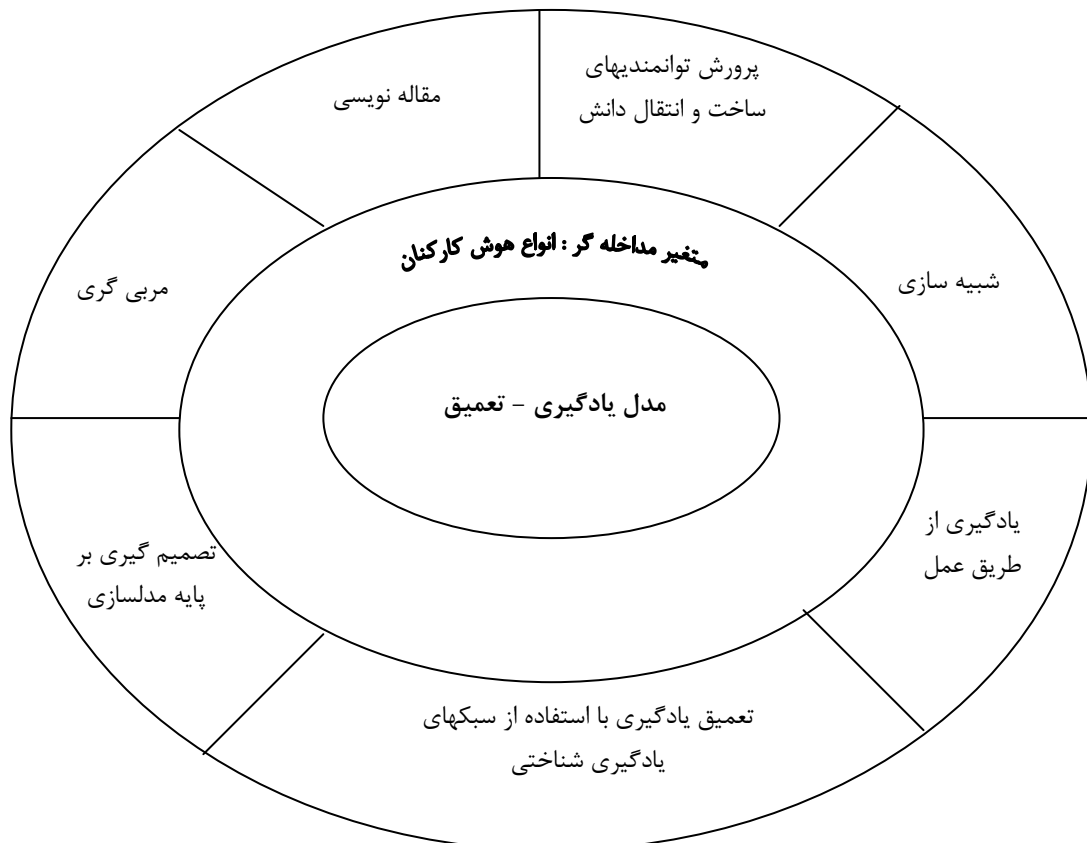 پرورش توانمندیهای
ساخت و انتقال دانش
مقاله نویسی
شبیه سازی
مربی گری
متغیر مداخله گر : انواع هوش کارکنان
مدل یادگیری – تعمیق
یادگیری از
طریق عمل
تصمیم گیری بر
پایه مدلسازی
تعمیق یادگیری با استفاده از سبکهای
یادگیری شناختی